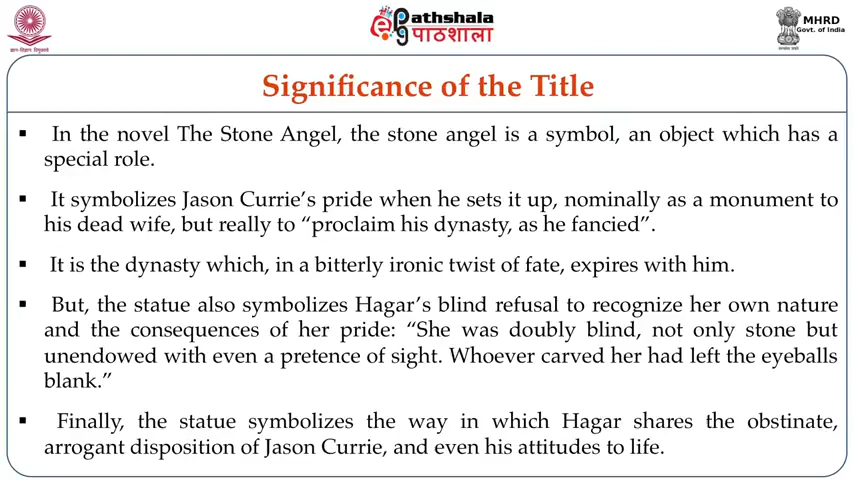 ज्ञान-विज्ञान विमुक्तये
ePathshala
पाठशाला
MHRD
Govt. of India
सत्यमेव जयते
Significance of the Title
▪ In the novel The Stone Angel, the stone angel is a symbol, an object which has a
special role.
▪ It symbolizes Jason Currie’s pride when he sets it up, nominally as a monument to
his dead wife, but really to “proclaim his dynasty, as he fancied”.
▪ It is the dynasty which, in a bitterly ironic twist of fate, expires with him.
▪ But, the statue also symbolizes Hagar’s blind refusal to recognize her own nature
and the consequences of her pride: “She was doubly blind, not only stone but
unendowed with even a pretence of sight. Whoever carved her had left the eyeballs
blank.”
▪ Finally, the statue symbolizes the way in which Hagar shares the obstinate,
arrogant disposition of Jason Currie, and even his attitudes to life.